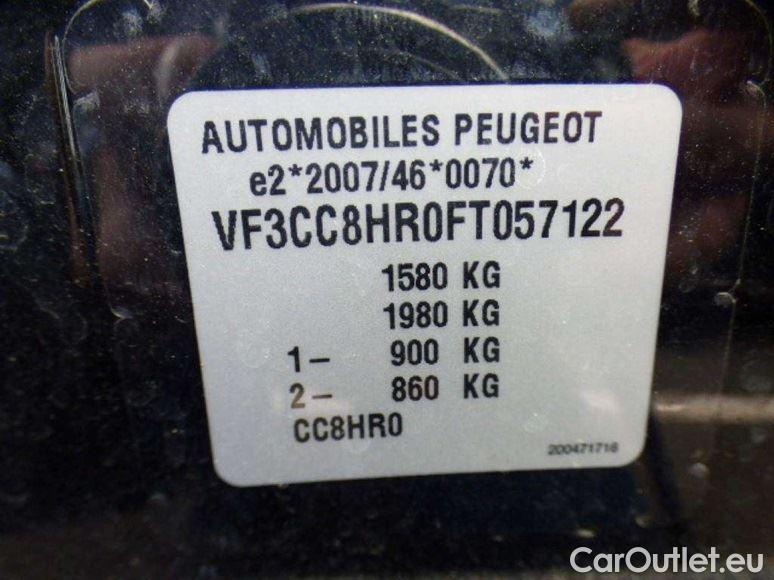 AUTOMOBILES PEUGEOT
e2*2007/46*0070*
VF3CC8HR0FT057122
1580 KG
1980 KG
1- 900 KG
2- 860 KG
CC8HR0
200471716
CarOutlet.eu